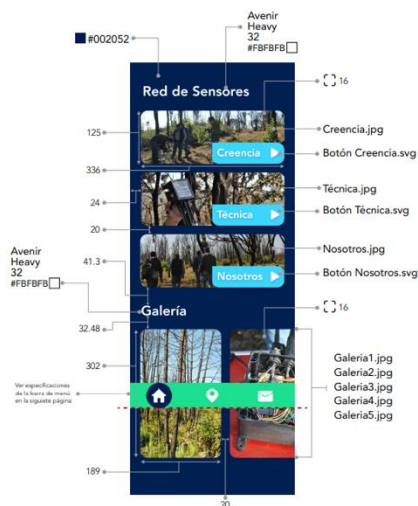 #002052
Avenir
Heavy
32
#FBFBFB
Red de Sensores
16
125
Creencia.jpg
Creencia
Botón Creencia.svg
336
24
Técnica.jpg
Técnica
Botón Técnica.svg
20
Avenir
Heavy
32
#FBFBFB
41.3
Nosotros.jpg
Nosotros
Botón Nosotros.svg
Galería
16
32.48
302
Galeria1.jpg
Galeria2.jpg
Galeria3.jpg
Galeria4.jpg
Galeria5.jpg
Ver especificaciones
de la barra de menú
en la siguiete página
189
20